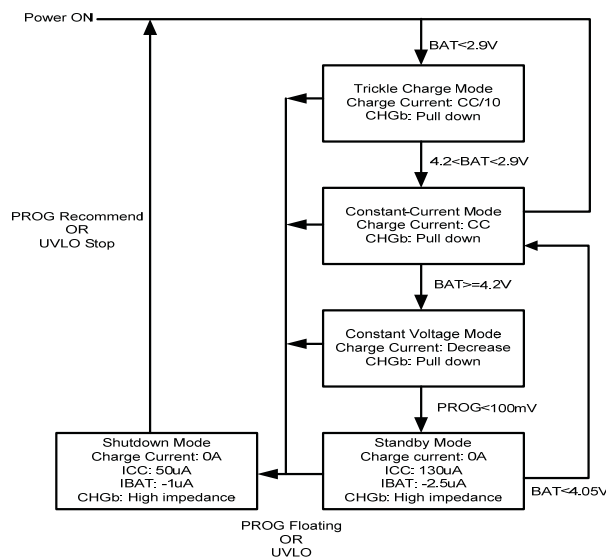 Power ON
BAT<2.9V
Trickle Charge Mode
Charge Current: CC/10
CHGb: Pull down
4.2<BAT<2.9V
Constant-Current Mode
Charge Current: CC
CHGb: Pull down
PROG Recommend
OR
UVLO Stop
BAT>=4.2V
Constant Voltage Mode
Charge Current: Decrease
CHGb: Pull down
PROG<100mV
Shutdown Mode
Charge Current: 0A
ICC: 50uA
IBAT: -1uA
CHGb: High impedance
Standby Mode
Charge current: 0A
ICC: 130uA
IBAT: -2.5uA
CHGb: High impedance
BAT<4.05V
PROG Floating
OR
UVLO